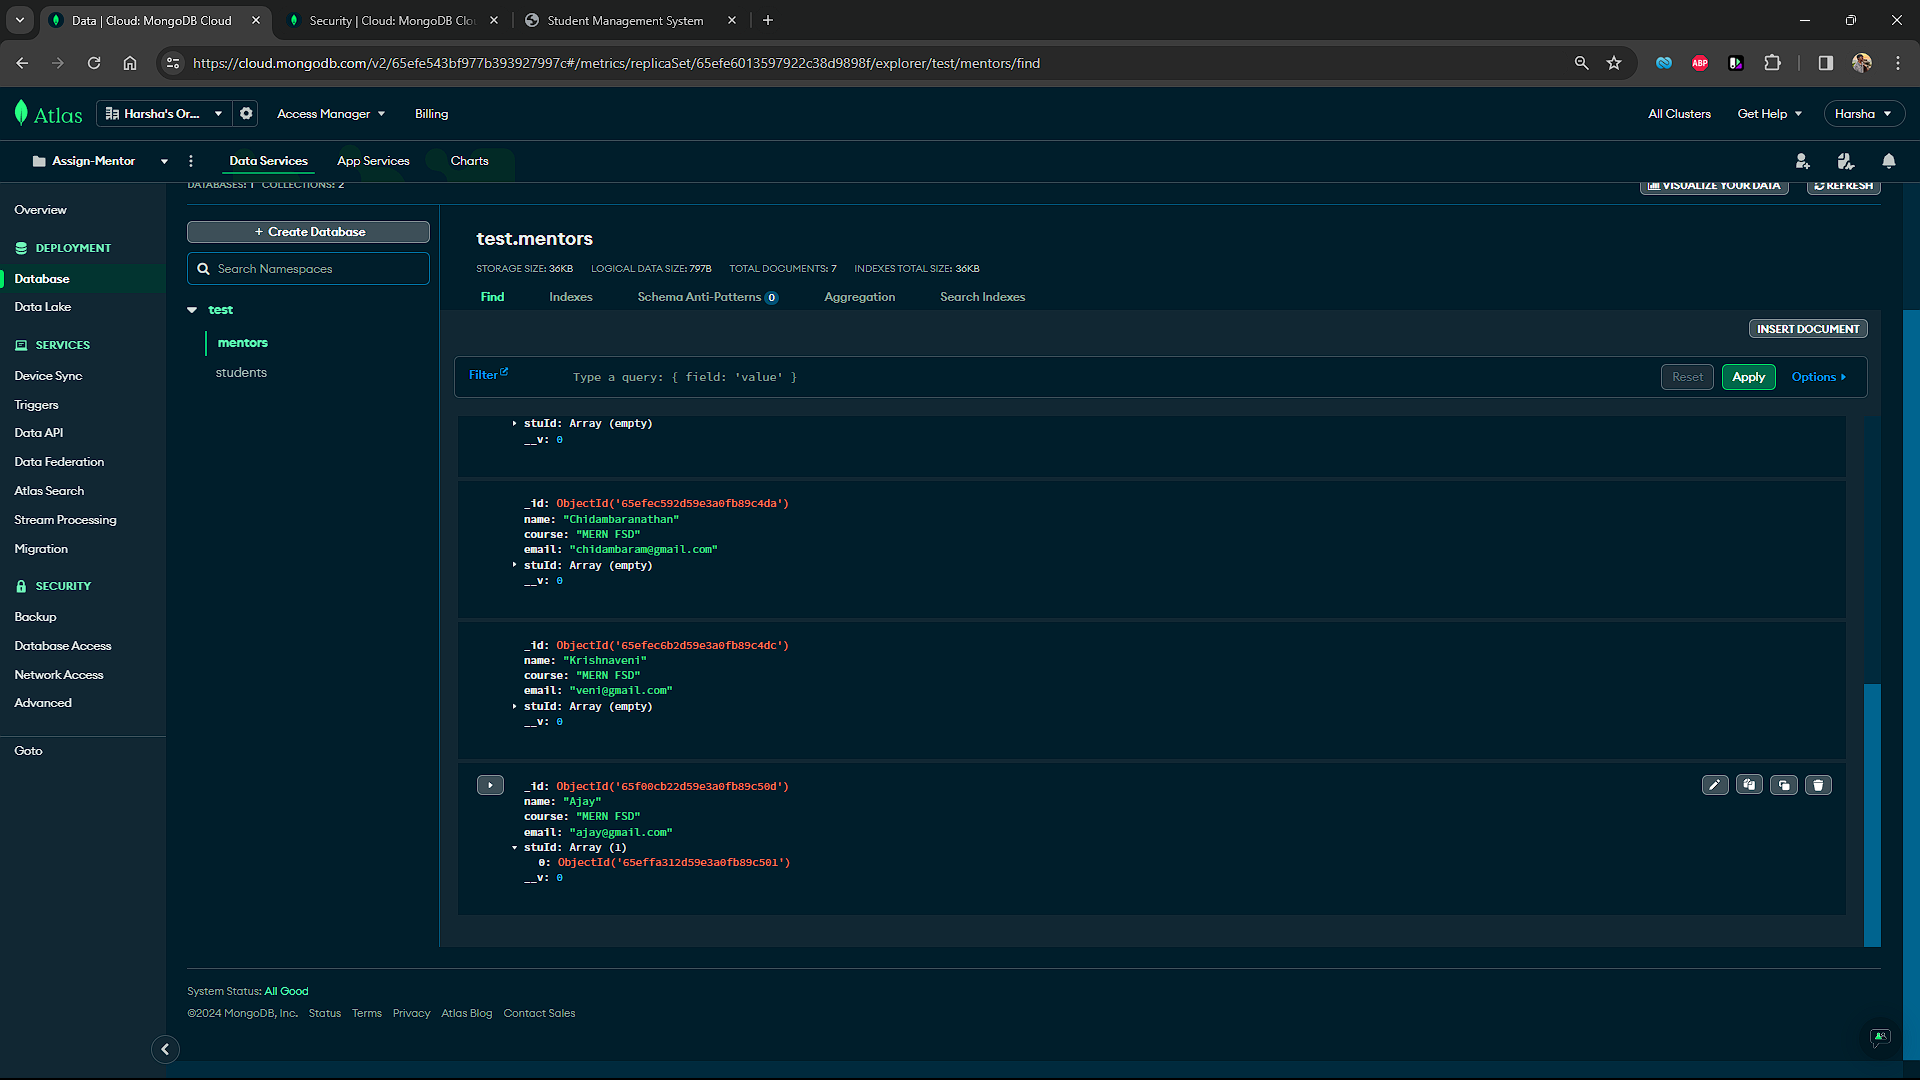 Data | Cloud: MongoDB Cloud
Security | Cloud: MongoDB Clo
Student Management System
https://cloud.mongodb.com/v2/65efe543bf977b393927997c#/metrics/replicaSet/65efe6013597922c38d9898f/explorer/test/mentors/find
ABP
Atlas
Harsha's Or...
Access Manager
Billing
All Clusters
Get Help
Harsha
Assign-Mentor
Data Services
App Services
Charts
DATABASES: 1 COLLECTIONS: 2
VISUALIZE YOUR DATA
REFRESH
Overview
DEPLOYMENT
Database
Data Lake
SERVICES
Device Sync
Triggers
Data API
Data Federation
Atlas Search
Stream Processing
Migration
SECURITY
Backup
Database Access
Network Access
Advanced
Goto
+ Create Database
Search Namespaces
test
mentors
students
test.mentors
STORAGE SIZE: 36KB LOGICAL DATA SIZE: 797B TOTAL DOCUMENTS: 7 INDEXES TOTAL SIZE: 36KB
Find
Indexes
Schema Anti-Patterns 0
Aggregation
Search Indexes
INSERT DOCUMENT
Filter
Type a query: { field: 'value' }
Reset
Apply
Options
stuId: Array (empty)
__v: 0
_id: ObjectId('65efec592d59e3a0fb89c4da')
name: "Chidambaranathan"
course: "MERN FSD"
email: "chidambaram@gmail.com"
stuId: Array (empty)
__v: 0
_id: ObjectId('65efec6b2d59e3a0fb89c4dc')
name: "Krishnaveni"
course: "MERN FSD"
email: "veni@gmail.com"
stuId: Array (empty)
__v: 0
_id: ObjectId('65f00cb22d59e3a0fb89c50d')
name: "Ajay"
course: "MERN FSD"
email: "ajay@gmail.com"
stuId: Array (1)
0: ObjectId('65effa312d59e3a0fb89c501')
__v: 0
System Status: All Good
©2024 MongoDB, Inc. Status Terms Privacy Atlas Blog Contact Sales